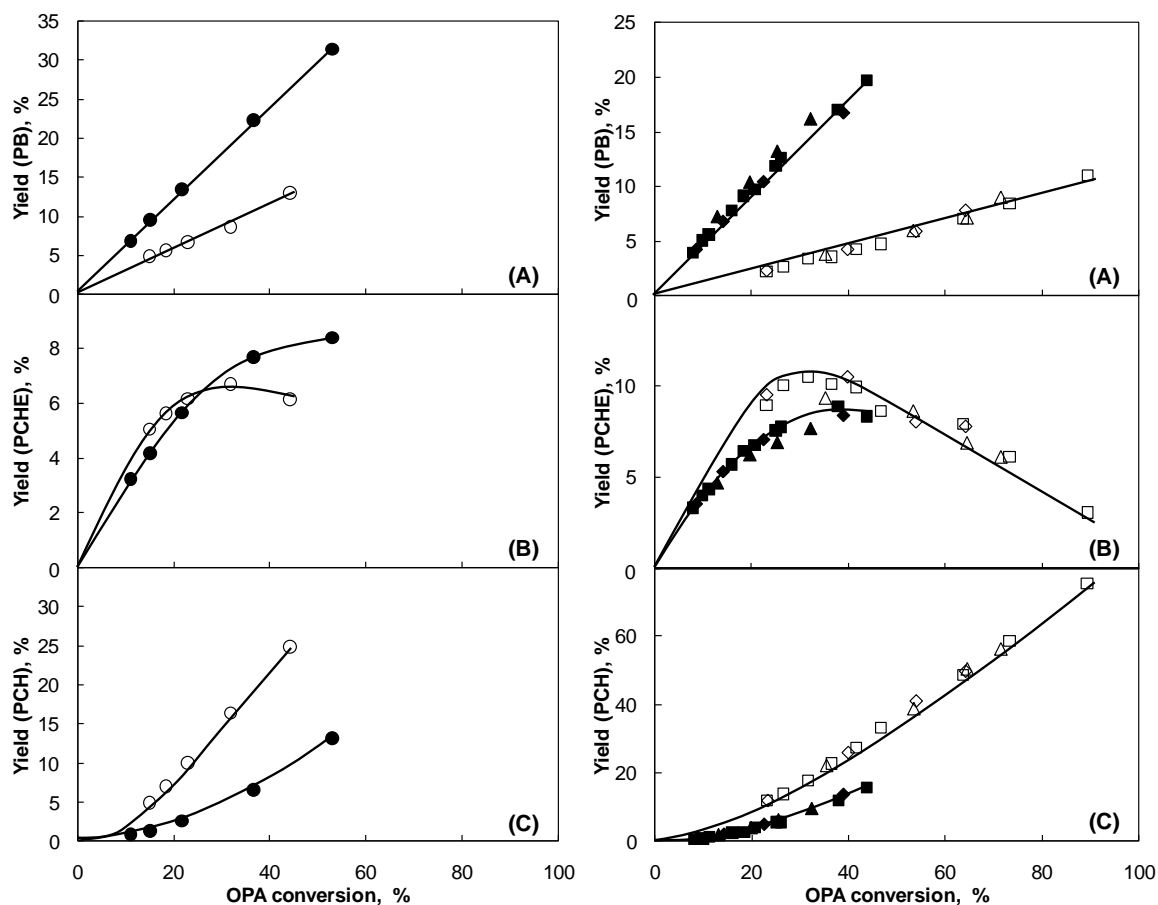 35
30
25
20
15
10
5
0
Yield (PB), %
(A)
8
6
4
2
0
Yield (PCHE), %
(B)
30
25
20
15
10
5
0
Yield (PCH), %
(C)
0 20 40 60 80 100
OPA conversion, %
25
20
15
10
5
0
Yield (PB), %
(A)
10
5
0
Yield (PCHE), %
(B)
60
40
20
0
Yield (PCH), %
(C)
0 20 40 60 80 100
OPA conversion, %